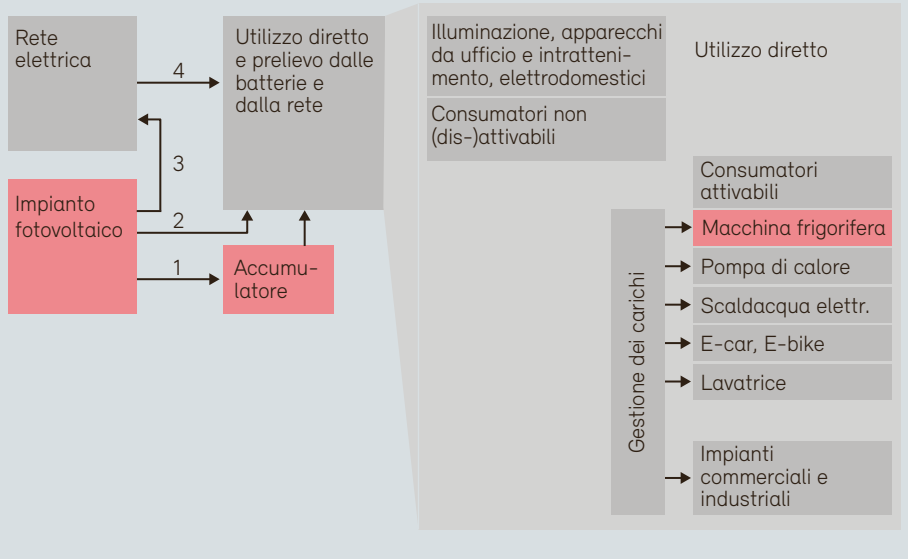 Rete
elettrica
4
3
Impianto
fotovoltaico
2
1
Utilizzo diretto
e prelievo dalle
batterie e
dalla rete
Accumu-
latore
Illuminazione, apparecchi
da ufficio e intratteni-
mento, elettrodomestici
Consumatori non
(dis-)attivabili
Utilizzo diretto
Gestione dei carichi
Consumatori
attivabili
Macchina frigorifera
Pompa di calore
Scaldacqua elettr.
E-car, E-bike
Lavatrice
Impianti
commerciali e
industriali